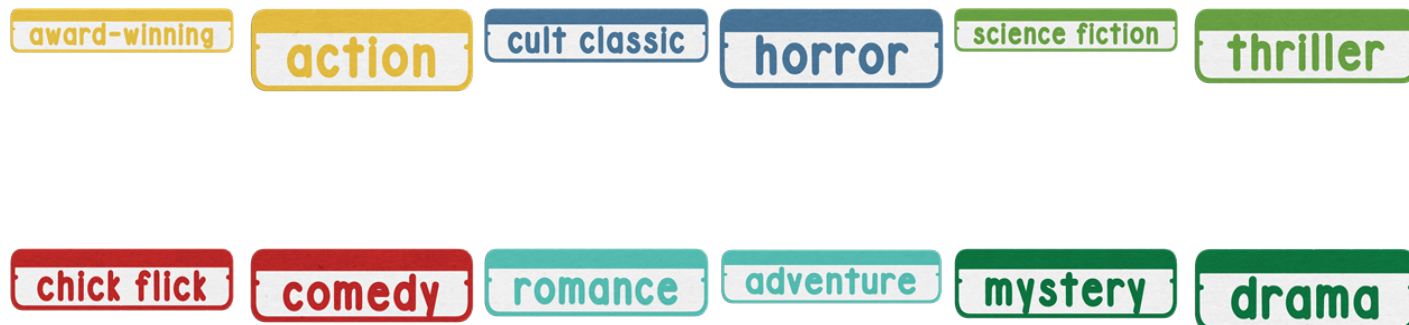 award-winning
action
cult classic
horror
science fiction
thriller
chick flick
comedy
romance
adventure
mystery
drama